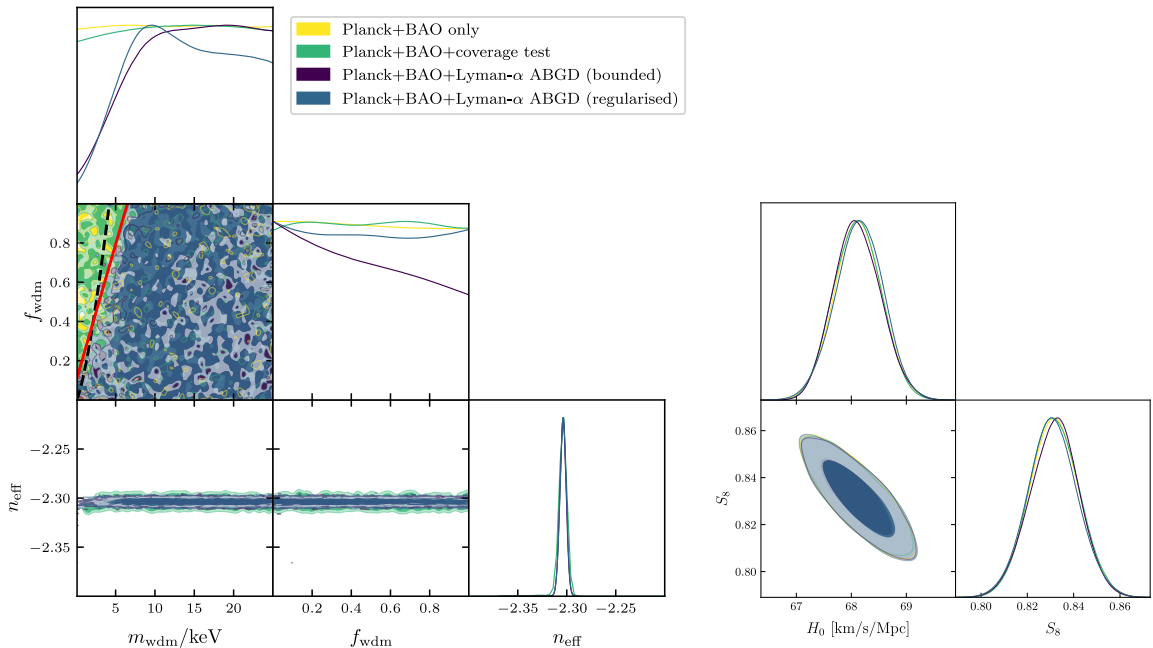 Planck+BAO only
Planck+BAO+coverage test
Planck+BAO+Lyman-α ABGD (bounded)
Planck+BAO+Lyman-α ABGD (regularised)
0.8
0.6
0.4
0.2
f_wdm
−2.25
−2.30
−2.35
n_eff
5 10 15 20
m_wdm/keV
0.2 0.4 0.6 0.8
f_wdm
−2.35 −2.30 −2.25
n_eff
0.86
0.84
0.82
0.80
S_8
67 68 69
H_0 [km/s/Mpc]
0.80 0.82 0.84 0.86
S_8